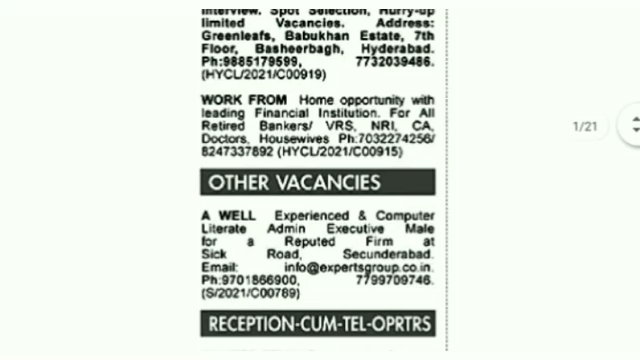 Interview. Spot Selection, Hurry-up
limited Vacancies. Address:
Greenleafs, Babukhan Estate, 7th
Floor, Basheerbagh, Hyderabad.
Ph:9885179599, 7732039486.
(HYCL/2021/C00919)
WORK FROM Home opportunity with
leading Financial Institution. For All
Retired Bankers/ VRS, NRI, CA,
Doctors, Housewives Ph:7032274256/
8247337892 (HYCL/2021/C00915)
OTHER VACANCIES
A WELL Experienced & Computer
Literate Admin Executive Male
for a Reputed Firm at
Sick Road, Secunderabad.
Email: info@expertsgroup.co.in.
Ph:9701866900, 7799709746.
(S/2021/C00789)
RECEPTION-CUM-TEL-OPRTRS
1/21